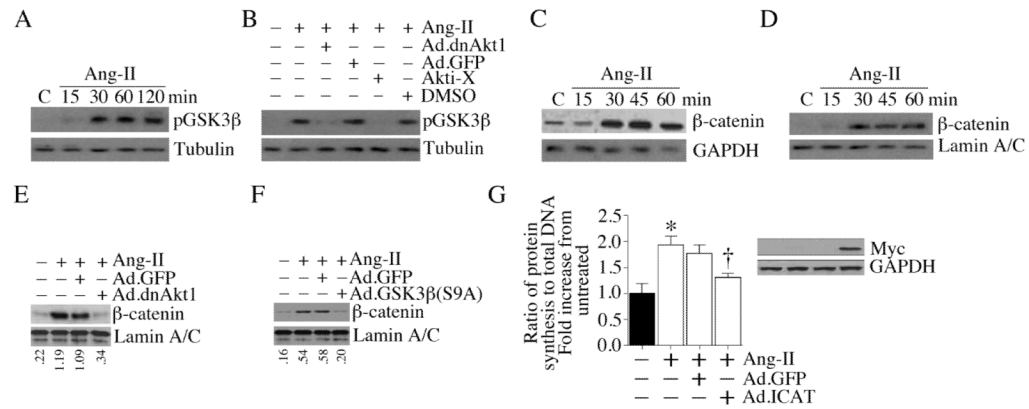 A
Ang-II
C 15 30 60 120 min
pGSK3β
Tubulin
B
– + + + + + Ang-II
– – + – – – Ad.dnAkt1
– – – + – – Ad.GFP
– – – – + – Akti-X
– – – – – + DMSO
pGSK3β
Tubulin
C
Ang-II
C 15 30 45 60 min
β-catenin
GAPDH
D
Ang-II
C 15 30 45 60 min
β-catenin
Lamin A/C
E
– + + + Ang-II
– – + – Ad.GFP
– – – + Ad.dnAkt1
β-catenin
Lamin A/C
.22 1.19 1.09 .34
F
– + + + Ang-II
– – + – Ad.GFP
– – – + Ad.GSK3β(S9A)
β-catenin
Lamin A/C
.16 .54 .58 .20
G
Ratio of protein
synthesis to total DNA
Fold increase from
untreated
2.5
2.0
1.5
1.0
0.5
0.0
*
†
– + + + Ang-II
– – + – Ad.GFP
– – – + Ad.ICAT
Myc
GAPDH